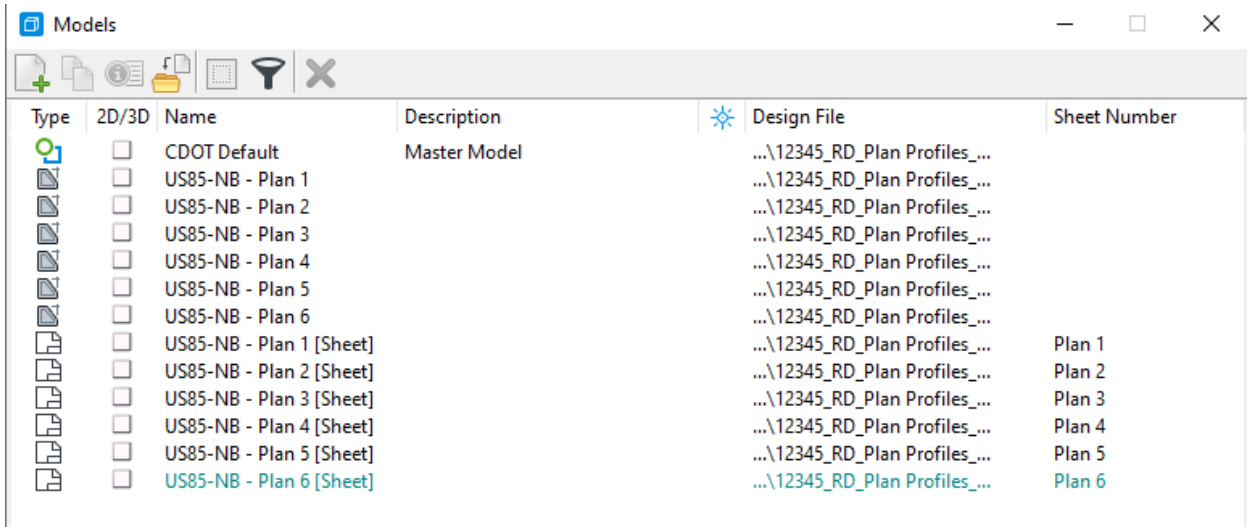 Models
Type 2D/3D Name Description Design File Sheet Number
CDOT Default Master Model ...\12345_RD_Plan Profiles_...
US85-NB - Plan 1 ...\12345_RD_Plan Profiles_...
US85-NB - Plan 2 ...\12345_RD_Plan Profiles_...
US85-NB - Plan 3 ...\12345_RD_Plan Profiles_...
US85-NB - Plan 4 ...\12345_RD_Plan Profiles_...
US85-NB - Plan 5 ...\12345_RD_Plan Profiles_...
US85-NB - Plan 6 ...\12345_RD_Plan Profiles_...
US85-NB - Plan 1 [Sheet] ...\12345_RD_Plan Profiles_... Plan 1
US85-NB - Plan 2 [Sheet] ...\12345_RD_Plan Profiles_... Plan 2
US85-NB - Plan 3 [Sheet] ...\12345_RD_Plan Profiles_... Plan 3
US85-NB - Plan 4 [Sheet] ...\12345_RD_Plan Profiles_... Plan 4
US85-NB - Plan 5 [Sheet] ...\12345_RD_Plan Profiles_... Plan 5
US85-NB - Plan 6 [Sheet] ...\12345_RD_Plan Profiles_... Plan 6